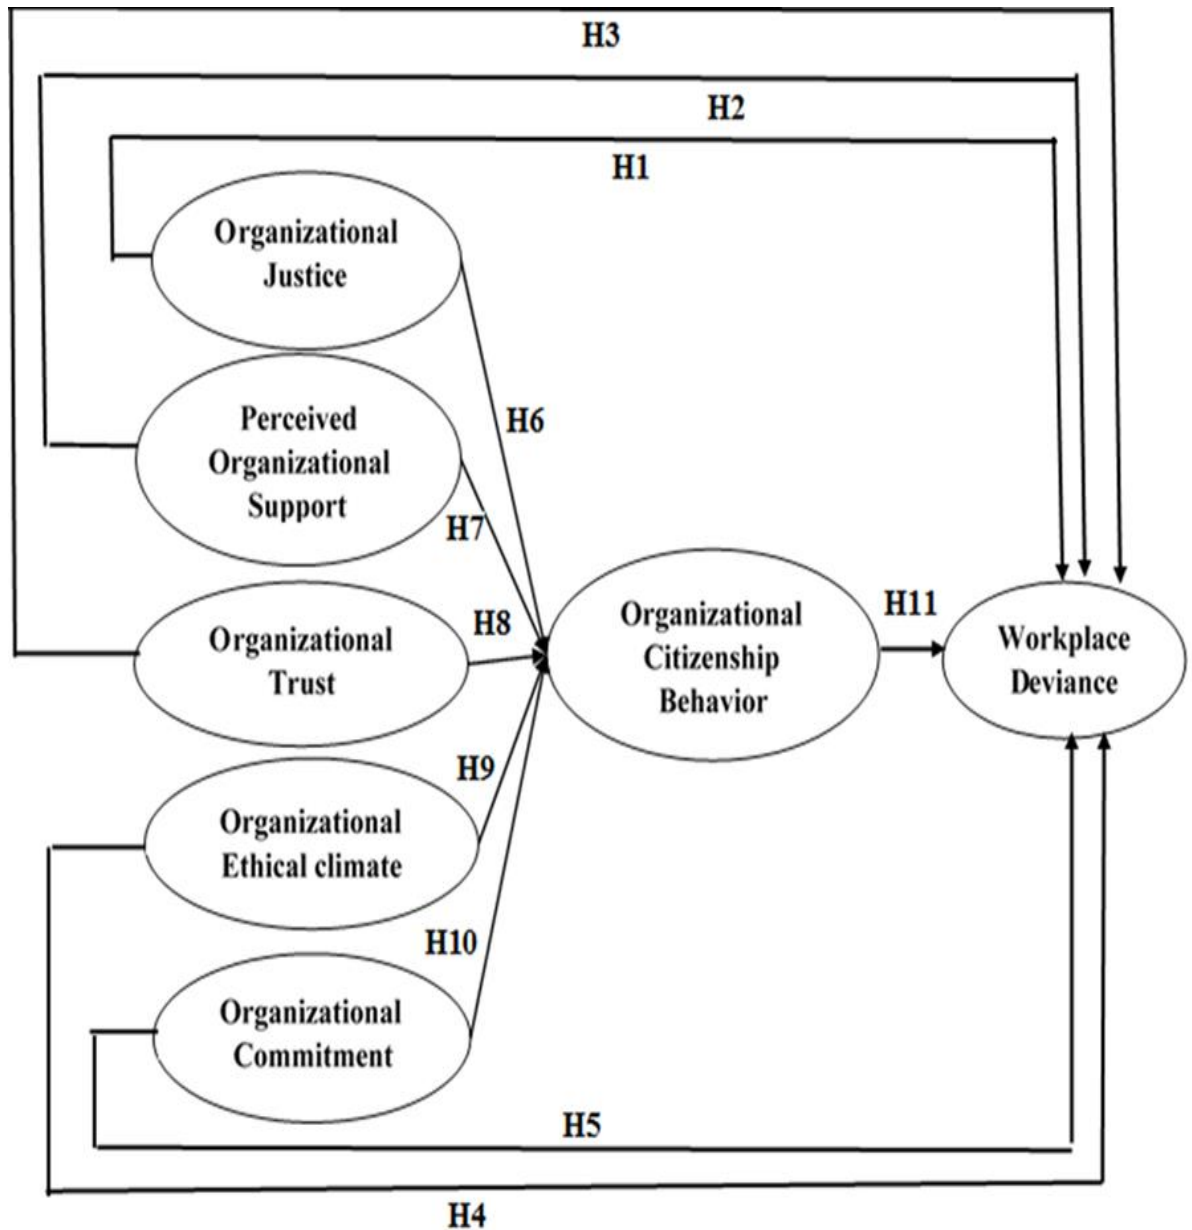 H3
H2
H1
Organizational
Justice
H6
Perceived
Organizational
Support
H7
H8
Organizational
Trust
Organizational
Citizenship
Behavior
H11
Workplace
Deviance
H9
Organizational
Ethical climate
H10
Organizational
Commitment
H5
H4